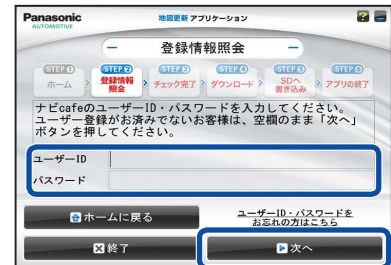 Panasonic
AUTOMOTIVE
地図更新 アプリケーション
?
登録情報照会
STEP① STEP② STEP③ STEP④ STEP⑤ STEP⑥
ホーム > 登録情報照会 > チェック完了 > ダウンロード > SDへ書き込み > アプリの終了
ナビcafeのユーザーID・パスワードを入力してください。
ユーザー登録がお済みでないお客様は、空欄のまま「次へ」
ボタンを押してください。
ユーザーID
パスワード
ホームに戻る
ユーザーID・パスワードを
お忘れの方はこちら
終了
次へ